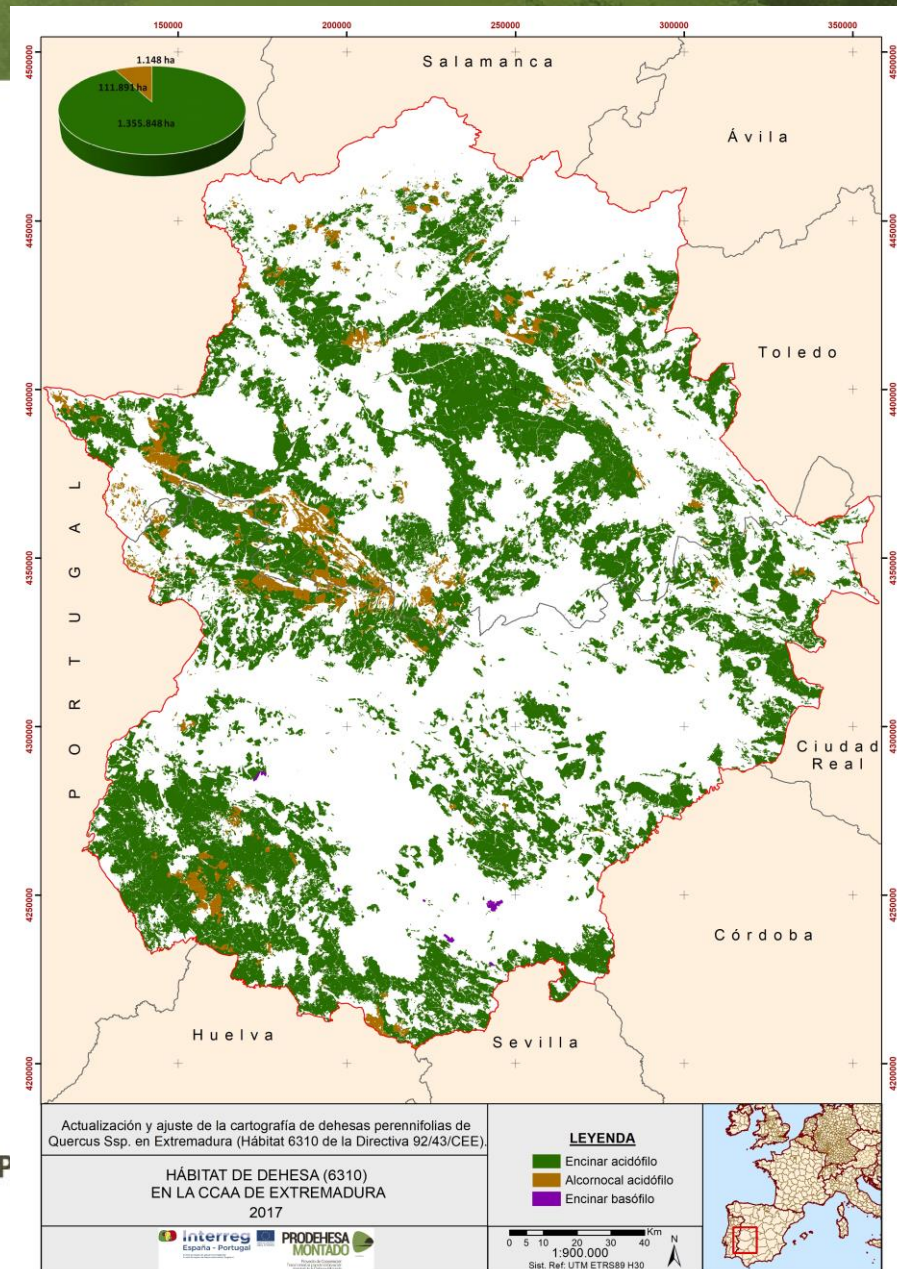 150000 200000 250000 300000 350000
4500000
4450000
4400000
4350000
4300000
4250000
4200000
1.148 ha
111.891 ha
1.355.848 ha
Salamanca
Ávila
Toledo
PORTUGAL
Ciudad
Real
Córdoba
Huelva
Sevilla
Actualización y ajuste de la cartografía de dehesas perennifolias de
Quercus Ssp. en Extremadura (Hábitat 6310 de la Directiva 92/43/CEE).
HÁBITAT DE DEHESA (6310)
EN LA CCAA DE EXTREMADURA
2017
LEYENDA
Encinar acidófilo
Alcornocal acidófilo
Encinar basófilo
Interreg
España - Portugal
PRODEHESA
MONTADO
Km
0 5 10 20 30 40
1:900.000
Sist. Ref: UTM ETRS89 H30
N
P